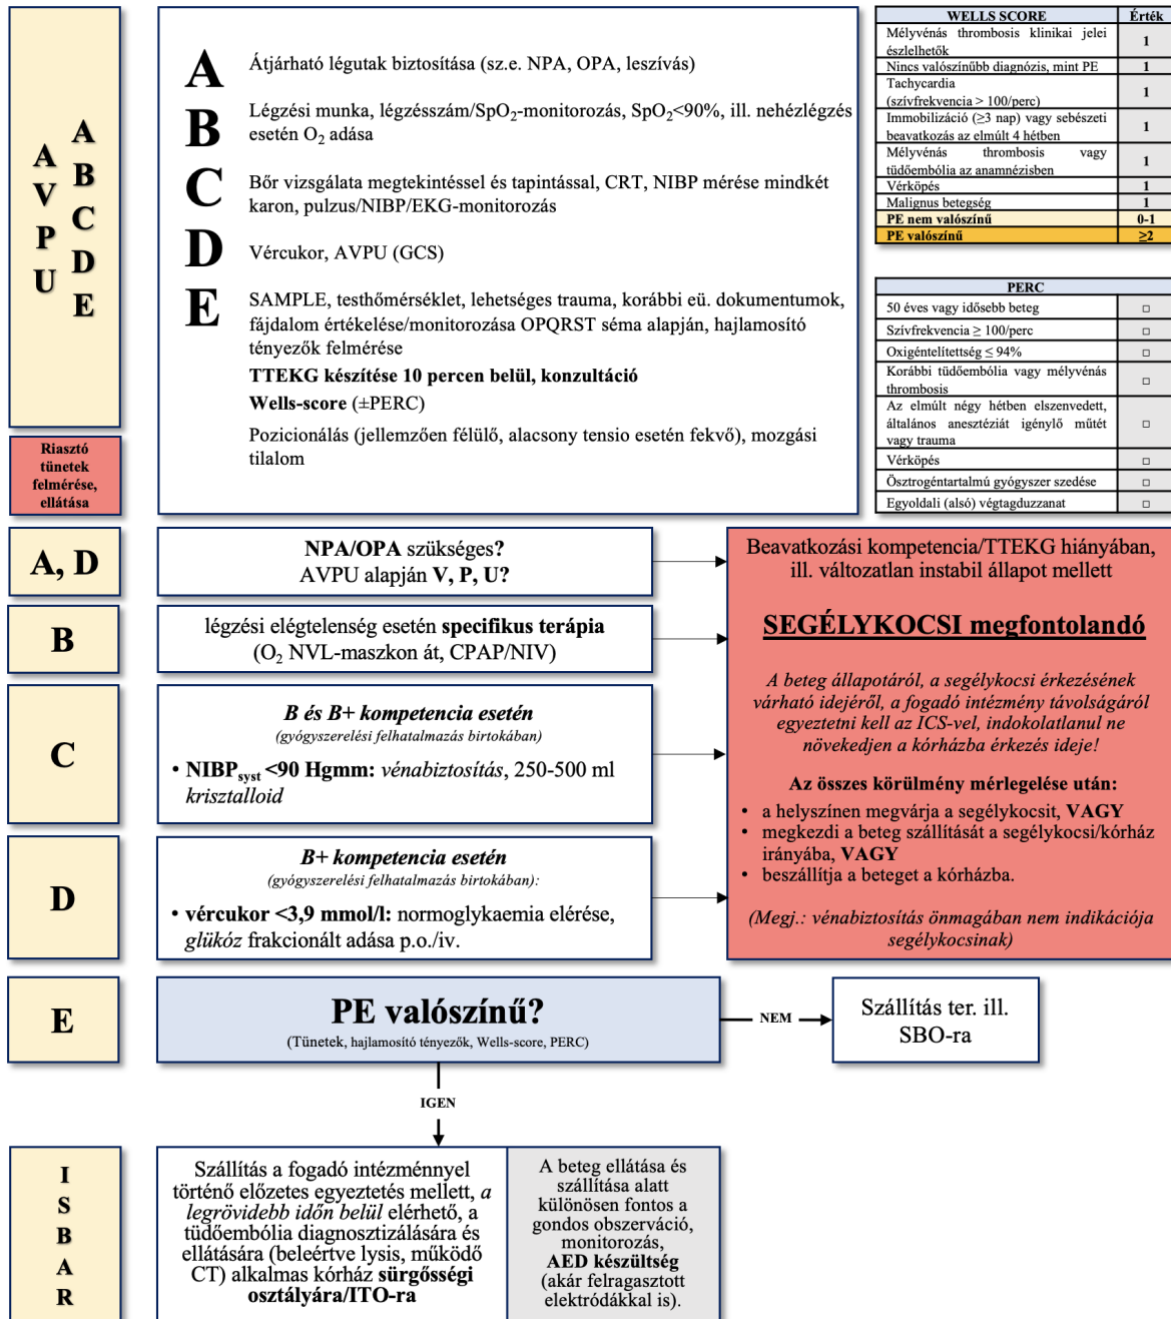 A
V
P
U
A
B
C
D
E
Riasztó
tünetek
felmérése,
ellátása
A
Átjárható légutak biztosítása (sz.e. NPA, OPA, leszívás)
B
Légzési munka, légzésszám/SpO₂-monitorozás, SpO₂<90%, ill. nehézlégzés
esetén O₂ adása
C
Bőr vizsgálata megtekintéssel és tapintással, CRT, NIBP mérése mindkét
karon, pulzus/NIBP/EKG-monitorozás
D
Vércukor, AVPU (GCS)
E
SAMPLE, testhőmérséklet, lehetséges trauma, korábbi eü. dokumentumok,
fájdalom értékelése/monitorozása OPQRST séma alapján, hajlamosító
tényezők felmérése
TTEKG készítése 10 percen belül, konzultáció
Wells-score (±PERC)
Pozicionálás (jellemzően félülő, alacsony tensio esetén fekvő), mozgási
tilalom
WELLS SCORE Érték
Mélyvénás thrombosis klinikai jelei
észlelhetők 1
Nincs valószínűbb diagnózis, mint PE 1
Tachycardia
(szívfrekvencia > 100/perc) 1
Immobilizáció (≥3 nap) vagy sebészeti
beavatkozás az elmúlt 4 hétben 1
Mélyvénás thrombosis vagy
tüdőembólia az anamnézisben 1
Vérköpés 1
Malignus betegség 1
PE nem valószínű 0-1
PE valószínű ≥2
PERC
50 éves vagy idősebb beteg □
Szívfrekvencia ≥ 100/perc □
Oxigéntelítettség ≤ 94% □
Korábbi tüdőembólia vagy mélyvénás
thrombosis □
Az elmúlt négy hétben elszenvedett,
általános anesztéziát igénylő műtét
vagy trauma □
Vérköpés □
Ösztrogéntartalmú gyógyszer szedése □
Egyoldali (alsó) végtagduzzanat □
A, D
NPA/OPA szükséges?
AVPU alapján V, P, U?
B
légzési elégtelenség esetén specifikus terápia
(O₂ NVL-maszkon át, CPAP/NIV)
C
B és B+ kompetencia esetén
(gyógyszerelési felhatalmazás birtokában)
• NIBPsyst <90 Hgmm: vénabiztosítás, 250-500 ml
krisztalloid
D
B+ kompetencia esetén
(gyógyszerelési felhatalmazás birtokában):
• vércukor <3,9 mmol/l: normoglykaemia elérése,
glükóz frakcionált adása p.o./iv.
Beavatkozási kompetencia/TTEKG hiányában,
ill. változatlan instabil állapot mellett
SEGÉLYKOCSI megfontolandó
A beteg állapotáról, a segélykocsi érkezésének
várható idejéről, a fogadó intézmény távolságáról
egyeztetni kell az ICS-vel, indokolatlanul ne
növekedjen a kórházba érkezés ideje!
Az összes körülmény mérlegelése után:
• a helyszínen megvárja a segélykocsit, VAGY
• megkezdi a beteg szállítását a segélykocsi/kórház
irányába, VAGY
• beszállítja a beteget a kórházba.
(Megj.: vénabiztosítás önmagában nem indikációja
segélykocsinak)
E
PE valószínű?
(Tünetek, hajlamosító tényezők, Wells-score, PERC)
NEM
Szállítás ter. ill.
SBO-ra
IGEN
I
S
B
A
R
Szállítás a fogadó intézménnyel
történő előzetes egyeztetés mellett, a
legrövidebb időn belül elérhető, a
tüdőembólia diagnosztizálására és
ellátására (beleértve lysis, működő
CT) alkalmas kórház sürgősségi
osztályára/ITO-ra
A beteg ellátása és
szállítása alatt
különösen fontos a
gondos obszerváció,
monitorozás,
AED készültség
(akár felragasztott
elektródákkal is).